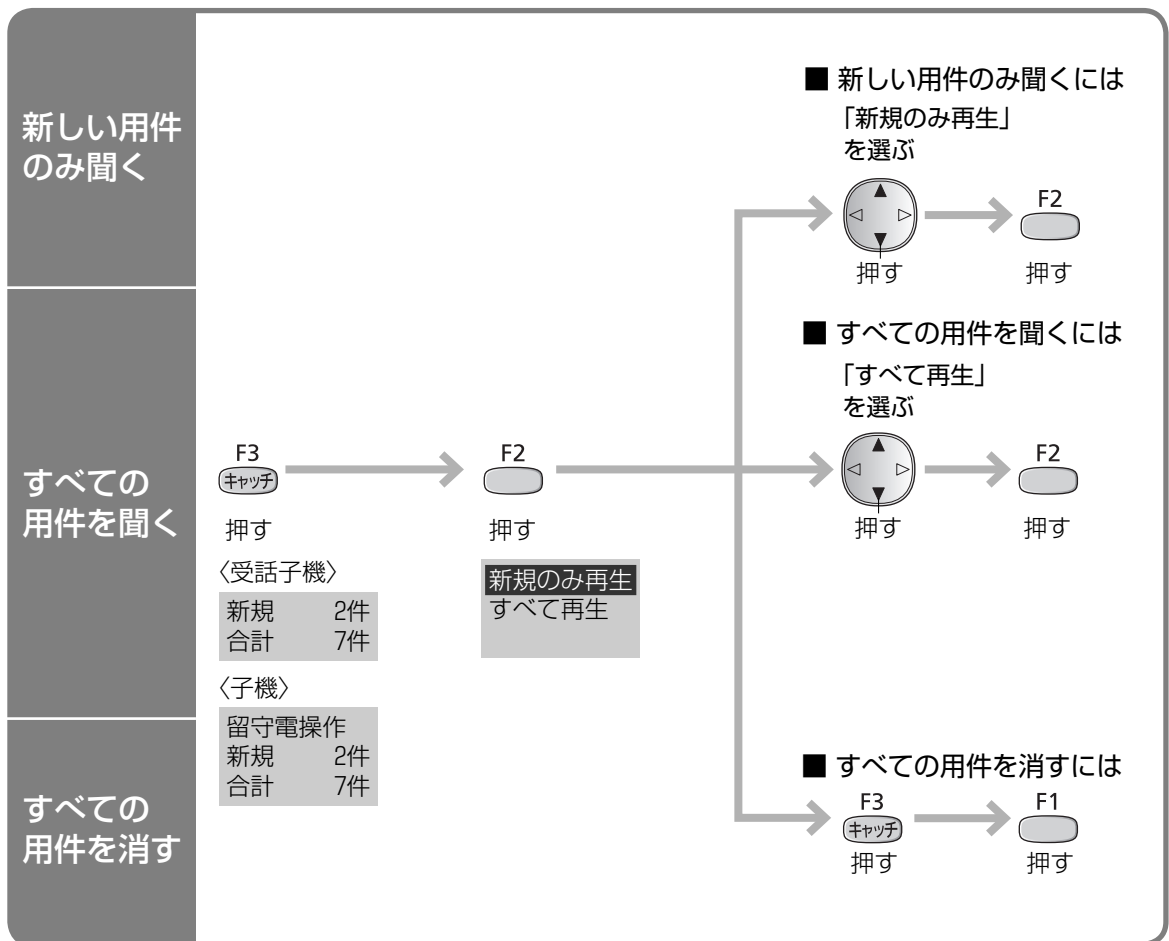 新しい用件
のみ聞く
すべての
用件を聞く
すべての
用件を消す
F3
キャッチ
押す
〈受話子機〉
新規 2件
合計 7件
〈子機〉
留守電操作
新規 2件
合計 7件
F2
押す
新規のみ再生
すべて再生
■ 新しい用件のみ聞くには
「新規のみ再生」
を選ぶ
押す
F2
押す
■ すべての用件を聞くには
「すべて再生」
を選ぶ
押す
F2
押す
■ すべての用件を消すには
F3
キャッチ
押す
F1
押す